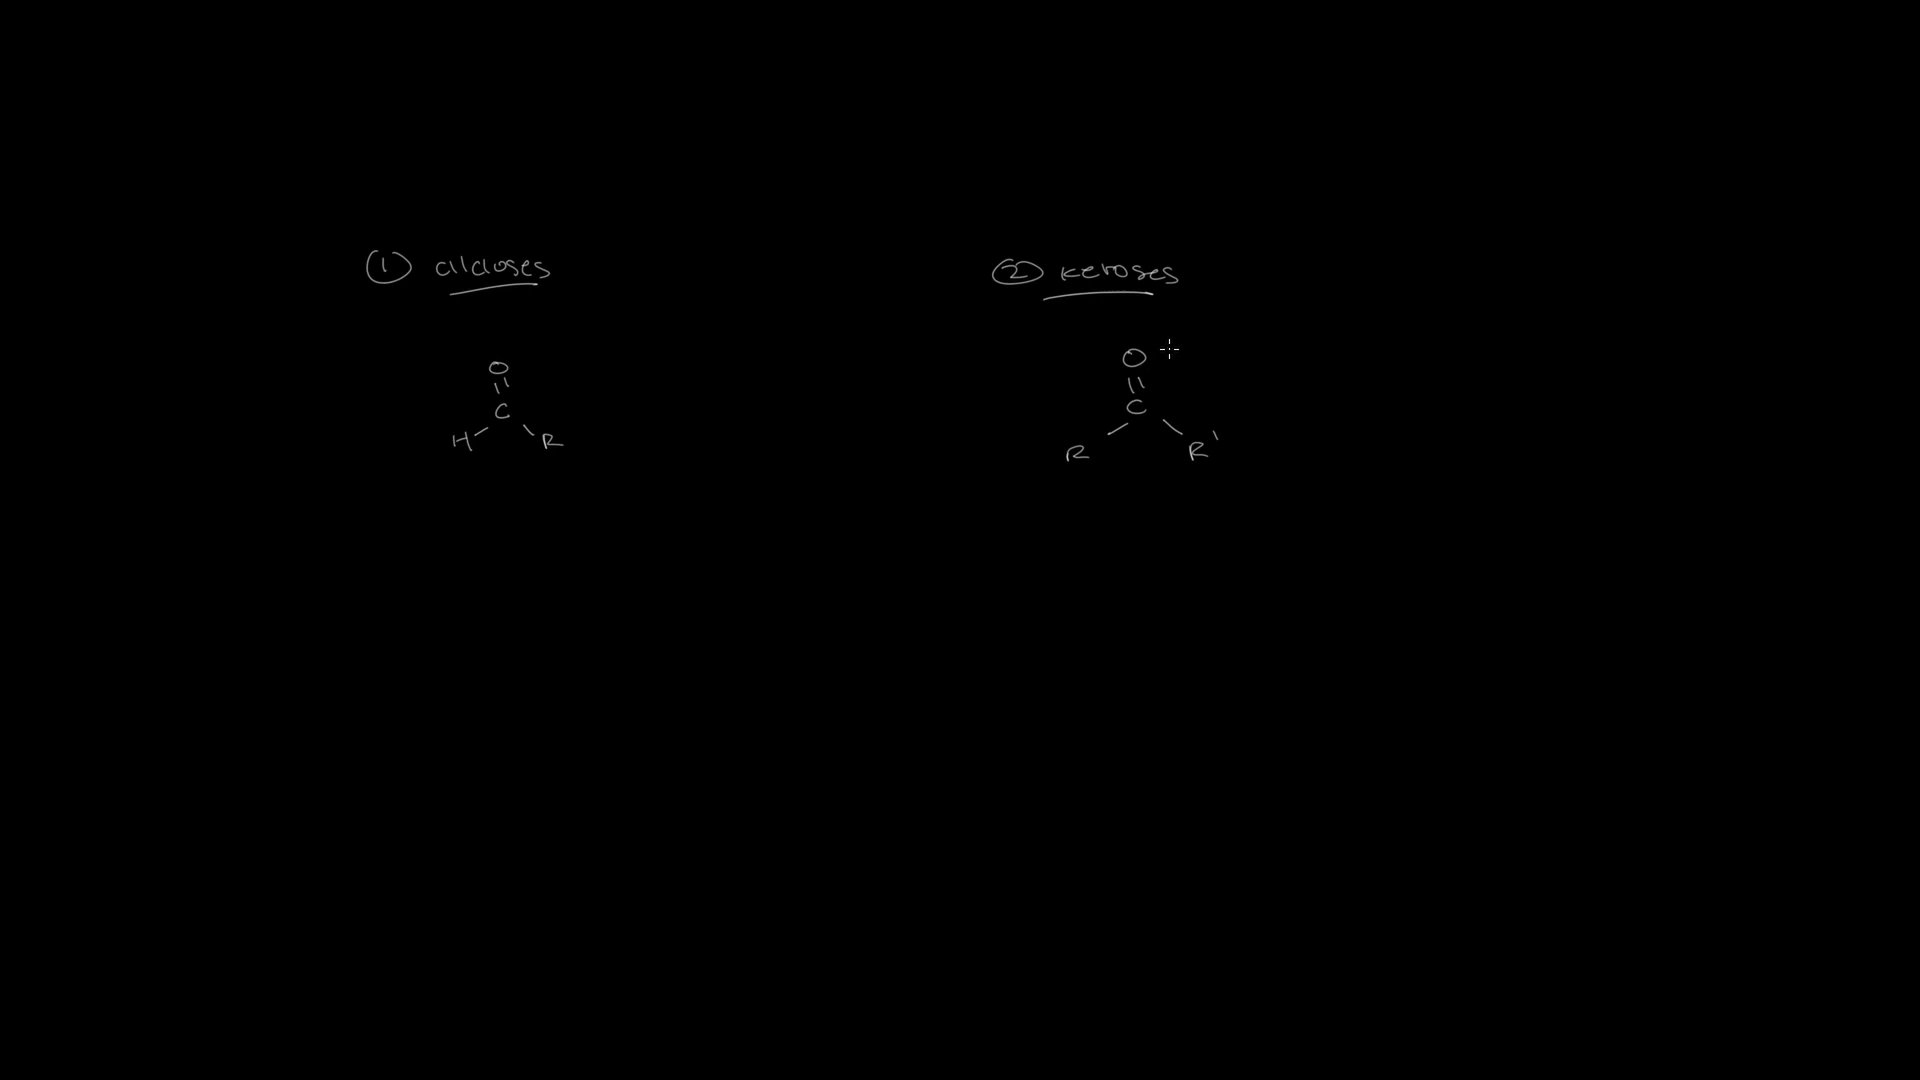 ① aldoses
② ketoses
O
||
C
H R
O
||
C
R R'